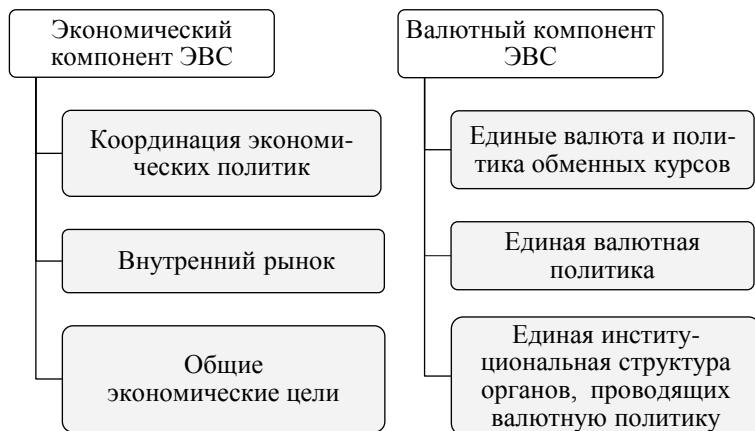 Экономический
компонент ЭВС
Координация экономи-
ческих политик
Внутренний рынок
Общие
экономические цели
Валютный компонент
ЭВС
Единые валюта и поли-
тика обменных курсов
Единая валютная
политика
Единая институ-
циональная структура
органов, проводящих
валютную политику